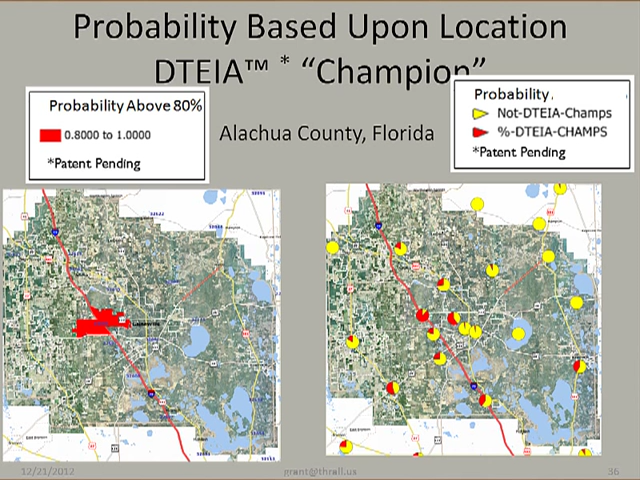 Probability Based Upon Location
DTEIA™ * “Champion”
Probability Above 80%
0.8000 to 1.0000
*Patent Pending
Alachua County, Florida
Probability.
Not-DTEIA-Champs
%-DTEIA-CHAMPS
*Patent Pending
12/21/2012
grant@thrall.us
36